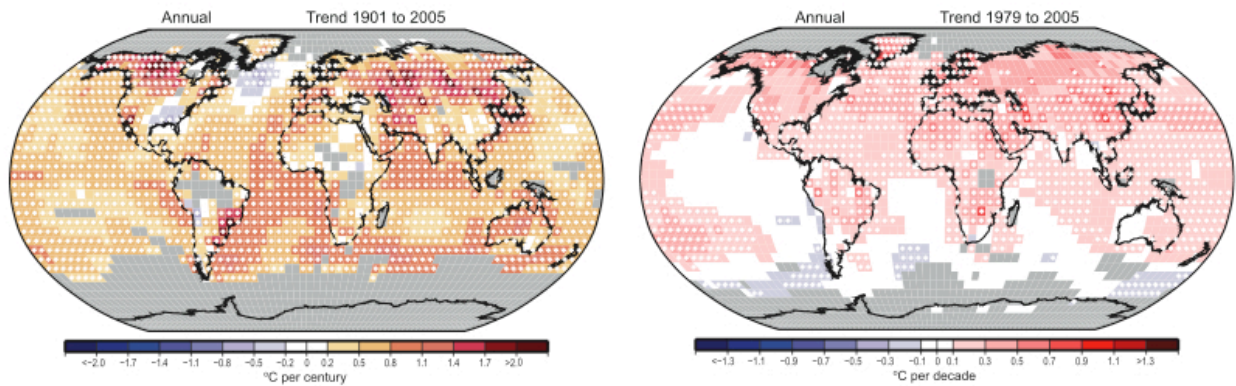 Annual Trend 1901 to 2005
<-2.0 -1.7 -1.4 -1.1 -0.8 -0.5 -0.2 0 0.2 0.5 0.8 1.1 1.4 1.7 >2.0
°C per century
Annual Trend 1979 to 2005
<-1.3 -1.1 -0.9 -0.7 -0.5 -0.3 -0.1 0 0.1 0.3 0.5 0.7 0.9 1.1 >1.3
°C per decade